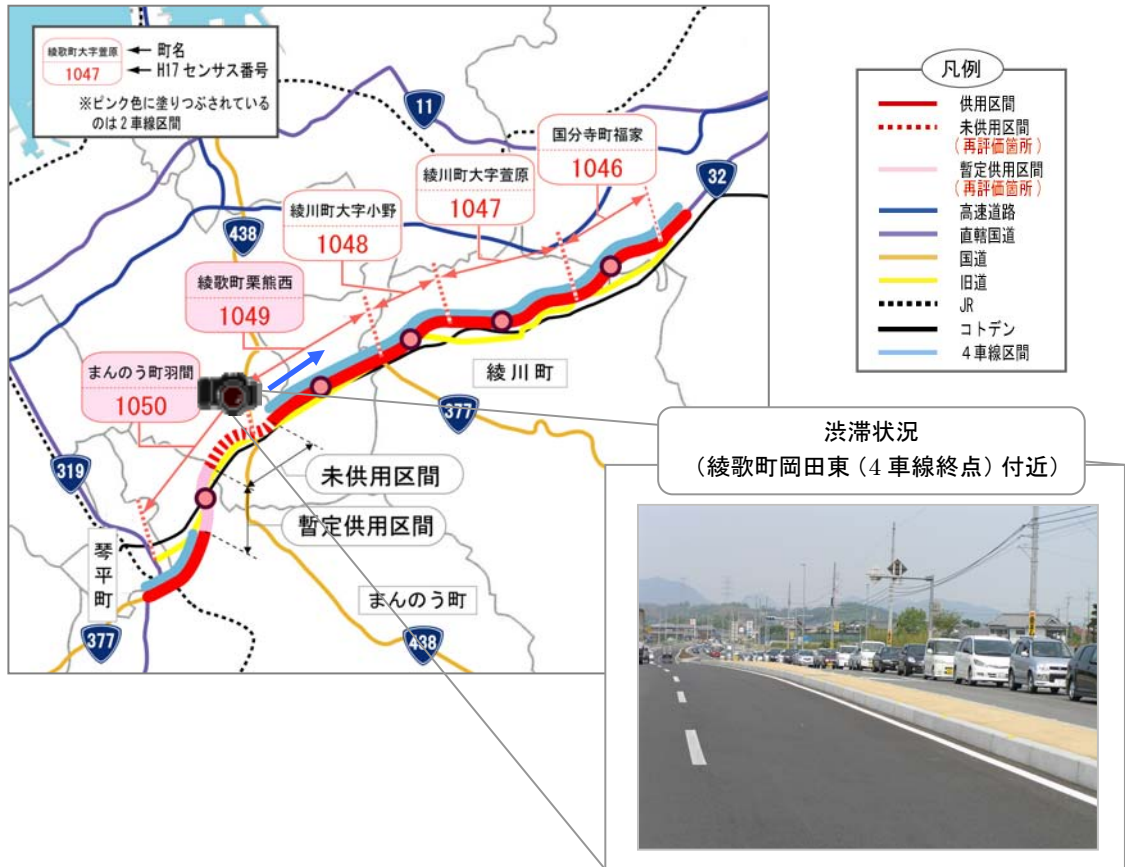 綾歌町大字萱原
1047
町名
H17 センサス番号
※ピンク色に塗りつぶされている
のは2車線区間
11
国分寺町福家
1046
綾川町大字萱原
1047
32
綾川町大字小野
1048
438
綾歌町栗熊西
1049
まんのう町羽間
1050
綾川町
377
319
未供用区間
暫定供用区間
琴平町
まんのう町
377
438
凡例
供用区間
未供用区間
(再評価箇所)
暫定供用区間
(再評価箇所)
高速道路
直轄国道
国道
旧道
JR
コトデン
4車線区間
渋滞状況
(綾歌町岡田東(4車線終点)付近)